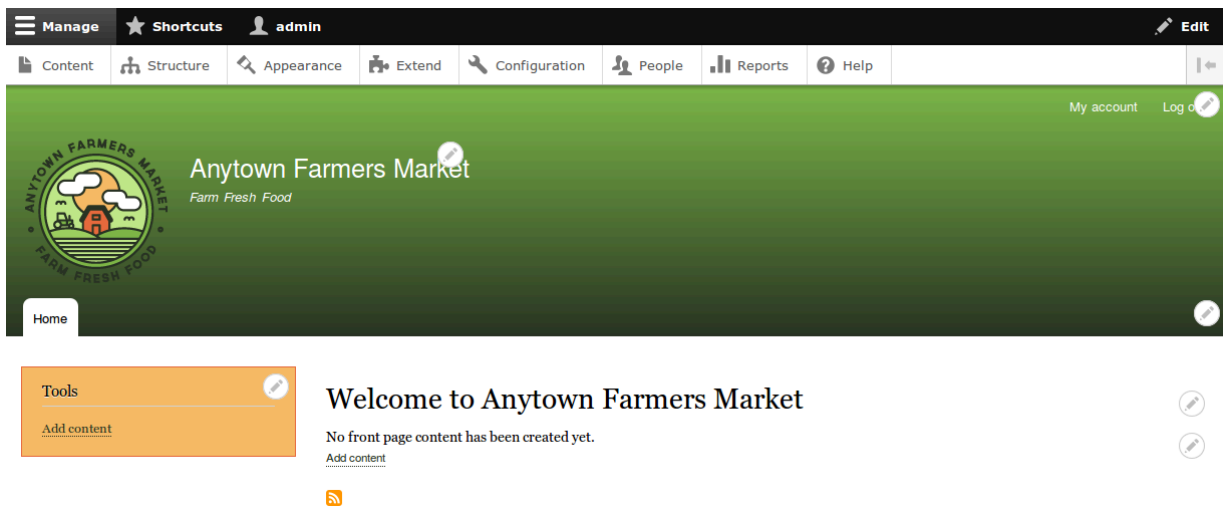 Manage Shortcuts admin Edit
Content Structure Appearance Extend Configuration People Reports Help
My account Log o
ANYTOWN FARMERS MARKET
FARM FRESH FOOD
Anytown Farmers Market
Farm Fresh Food
Home
Tools
Add content
Welcome to Anytown Farmers Market
No front page content has been created yet.
Add content